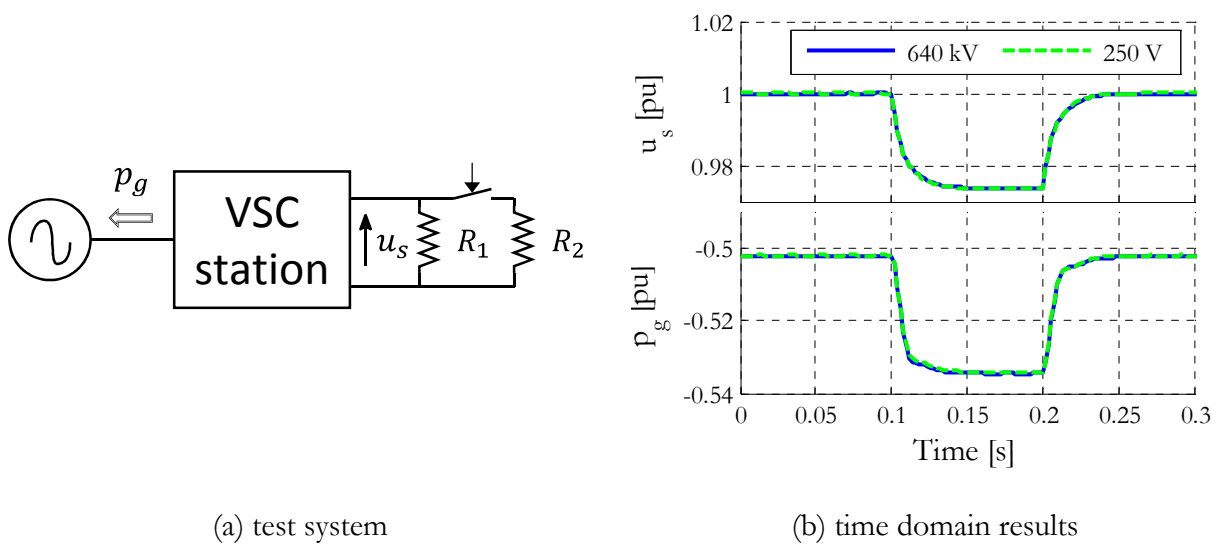 p_g
VSC
station
u_s
R_1
R_2
(a) test system
640 kV
250 V
u_s [pu]
1.02
1
0.98
p_g [pu]
-0.5
-0.52
-0.54
0
0.05
0.1
0.15
0.2
0.25
0.3
Time [s]
(b) time domain results